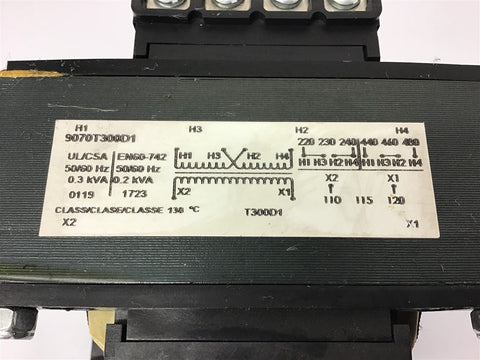 H1 H3 H2 H4
9070T300D1
UL/CSA EN60-742
50/60 Hz 50/60 Hz
0.3 kVA 0.2 kVA
0119 1723
CLASS/CLASE/CLASSE 130 °C
H1 H3 H2 H4
X2 X1
T300D1
220 230 240 440 460 480
H1 H3 H2 H4 H1 H3 H2 H4
X2 X1
110 115 120
X2 X1